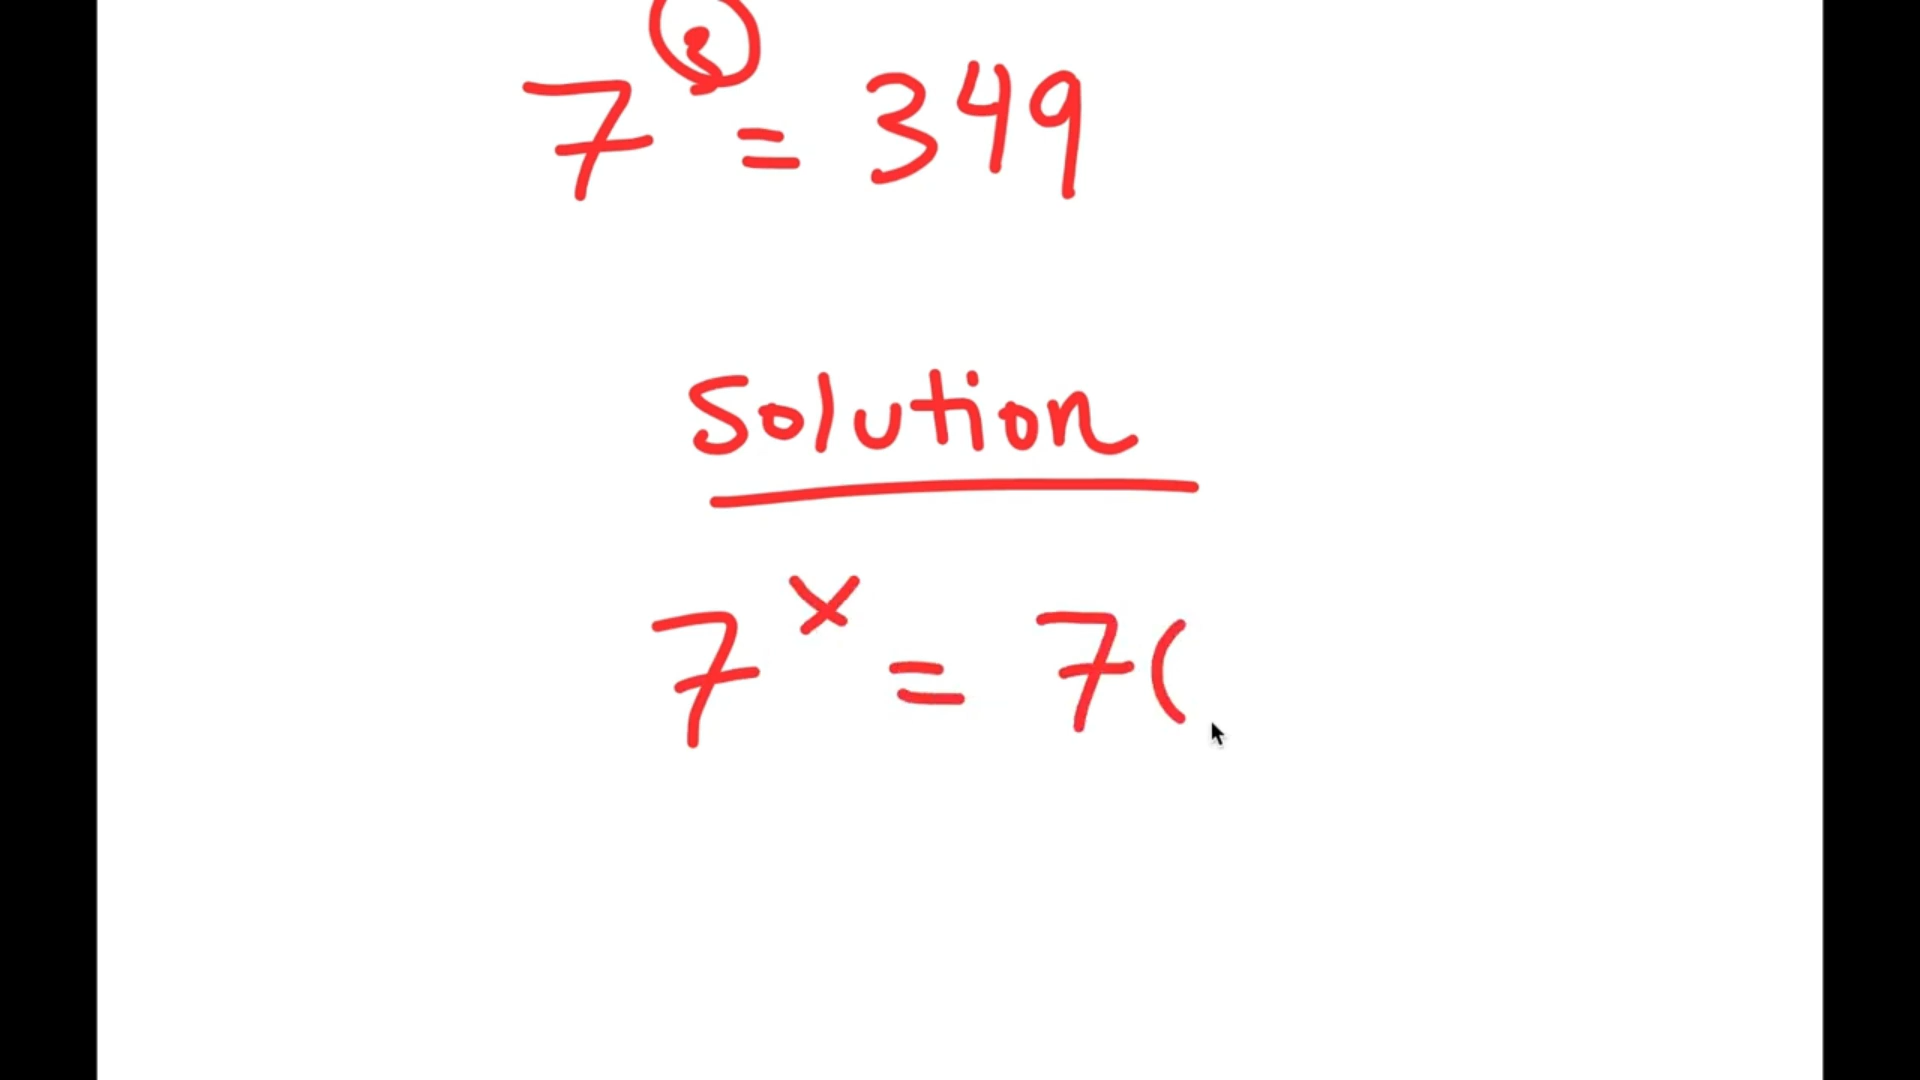 7³ = 349
Solution
7ˣ = 7(